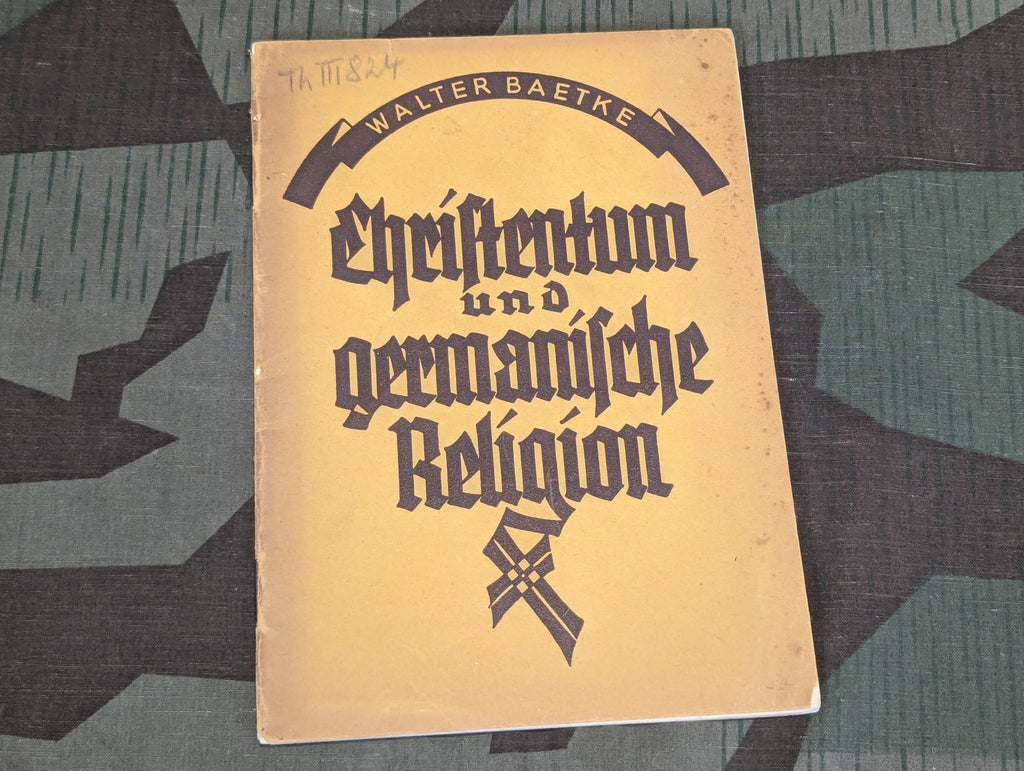 Th III 824
WALTER BAETKE
Chriſtentum
und
germaniſche
Religion